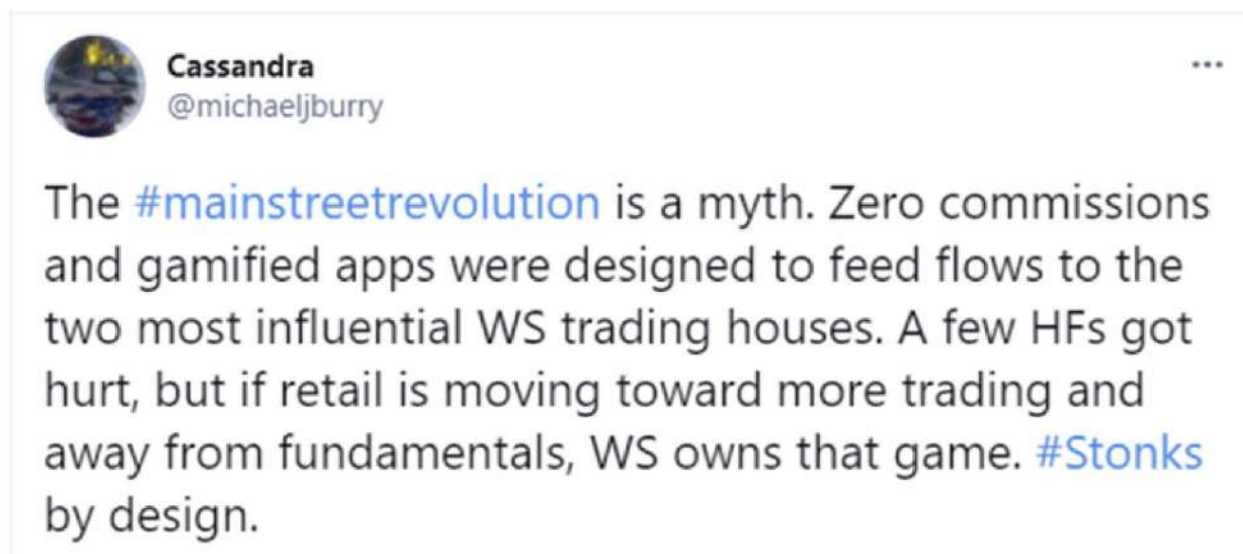 Cassandra
@michaeljburry
The #mainstreetrevolution is a myth. Zero commissions
and gamified apps were designed to feed flows to the
two most influential WS trading houses. A few HFs got
hurt, but if retail is moving toward more trading and
away from fundamentals, WS owns that game. #Stonks
by design.